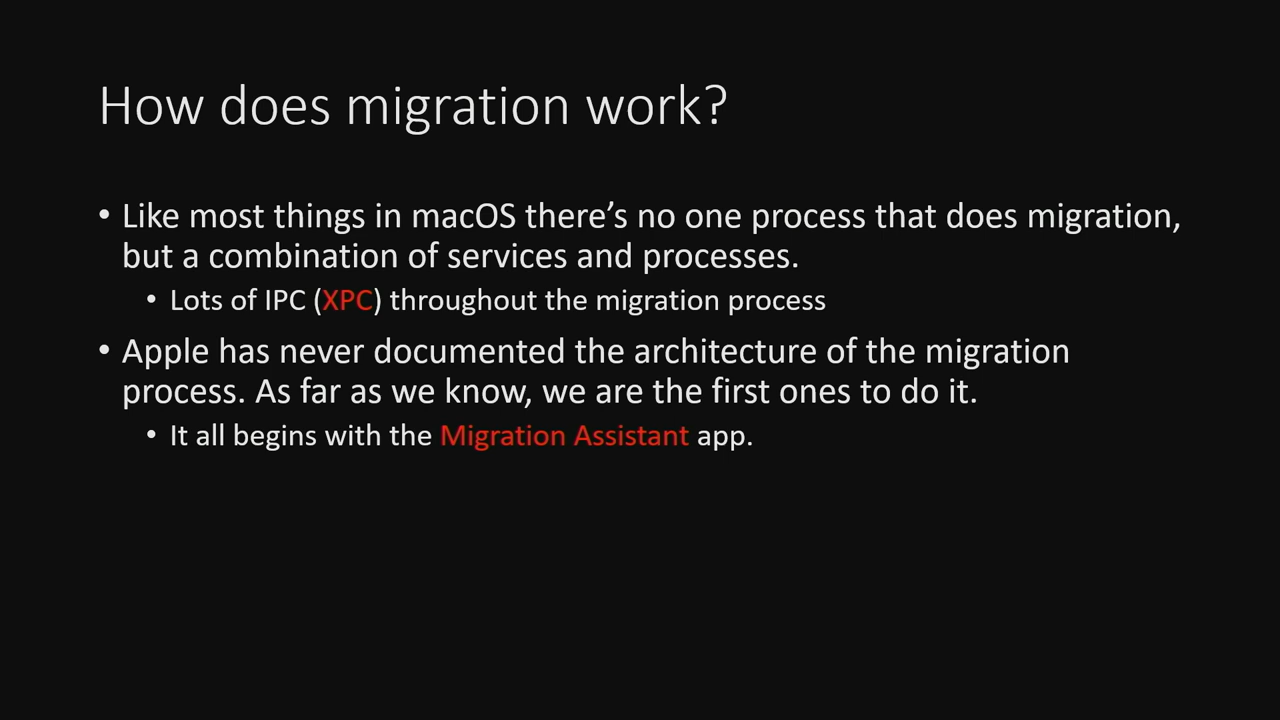 How does migration work?
• Like most things in macOS there’s no one process that does migration,
but a combination of services and processes.
• Lots of IPC (XPC) throughout the migration process
• Apple has never documented the architecture of the migration
process. As far as we know, we are the first ones to do it.
• It all begins with the Migration Assistant app.